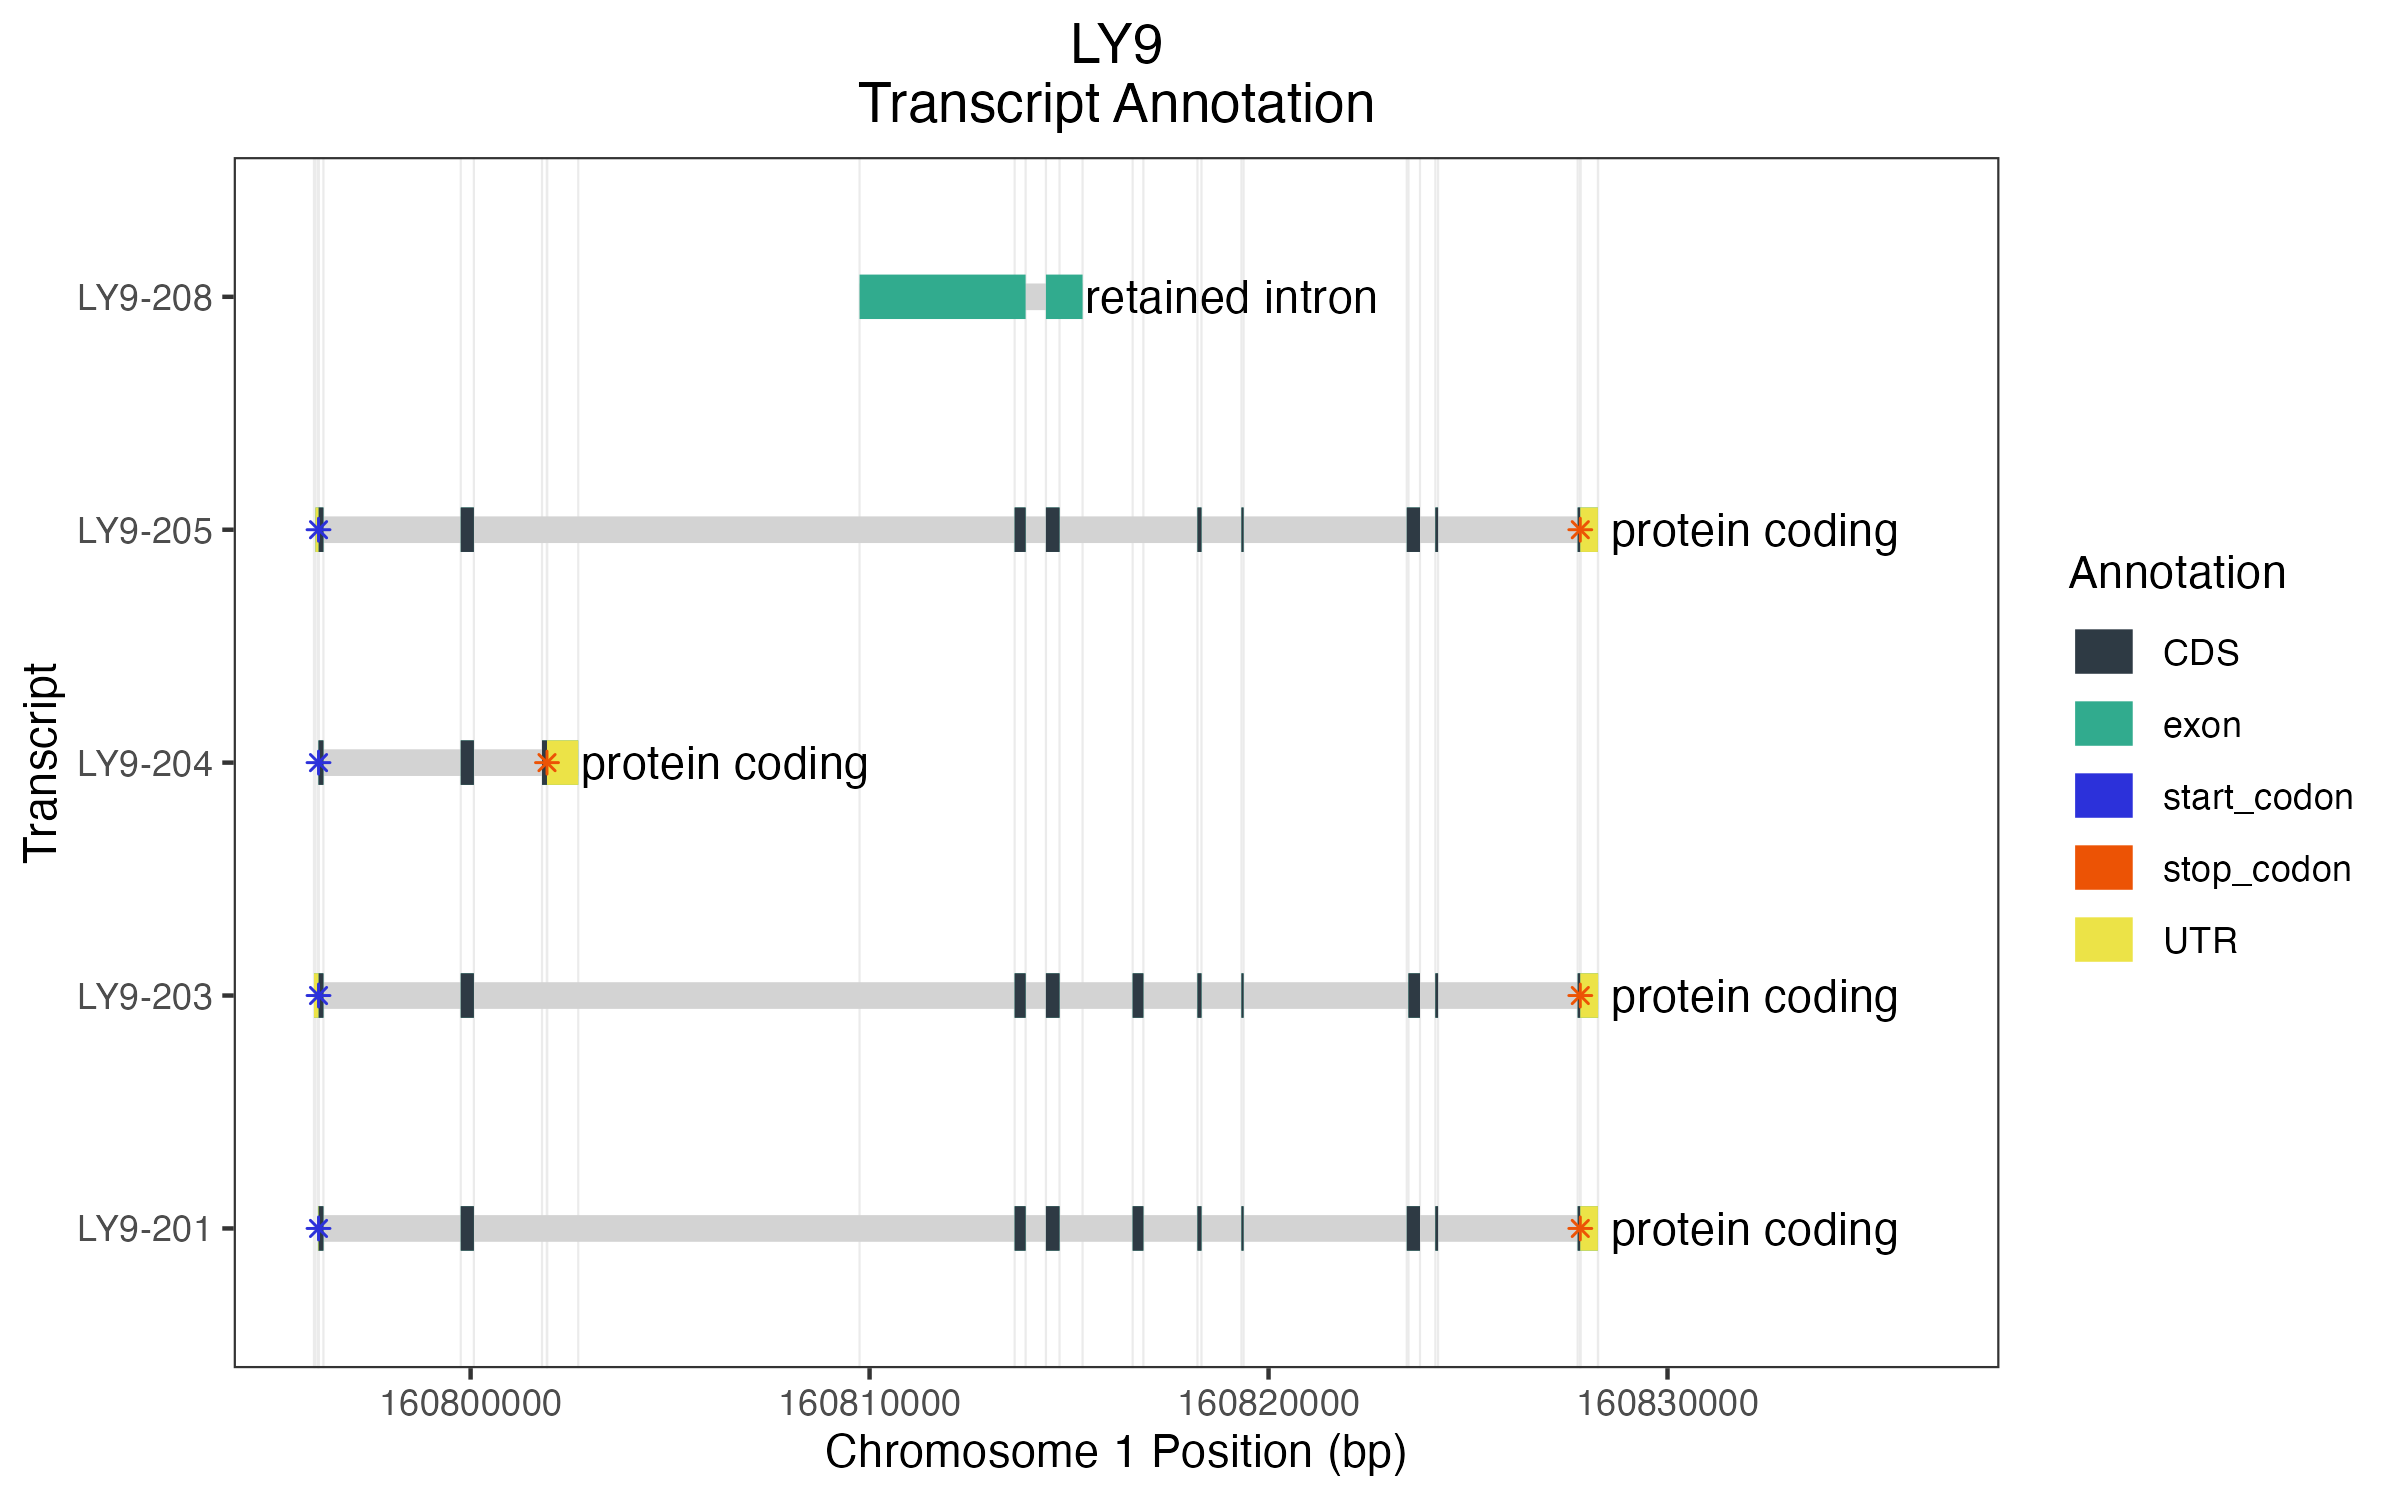 LY9
Transcript Annotation
LY9-208
retained intron
LY9-205
protein coding
LY9-204
protein coding
LY9-203
protein coding
LY9-201
protein coding
Transcript
160800000
160810000
160820000
160830000
Chromosome 1 Position (bp)
Annotation
CDS
exon
start_codon
stop_codon
UTR